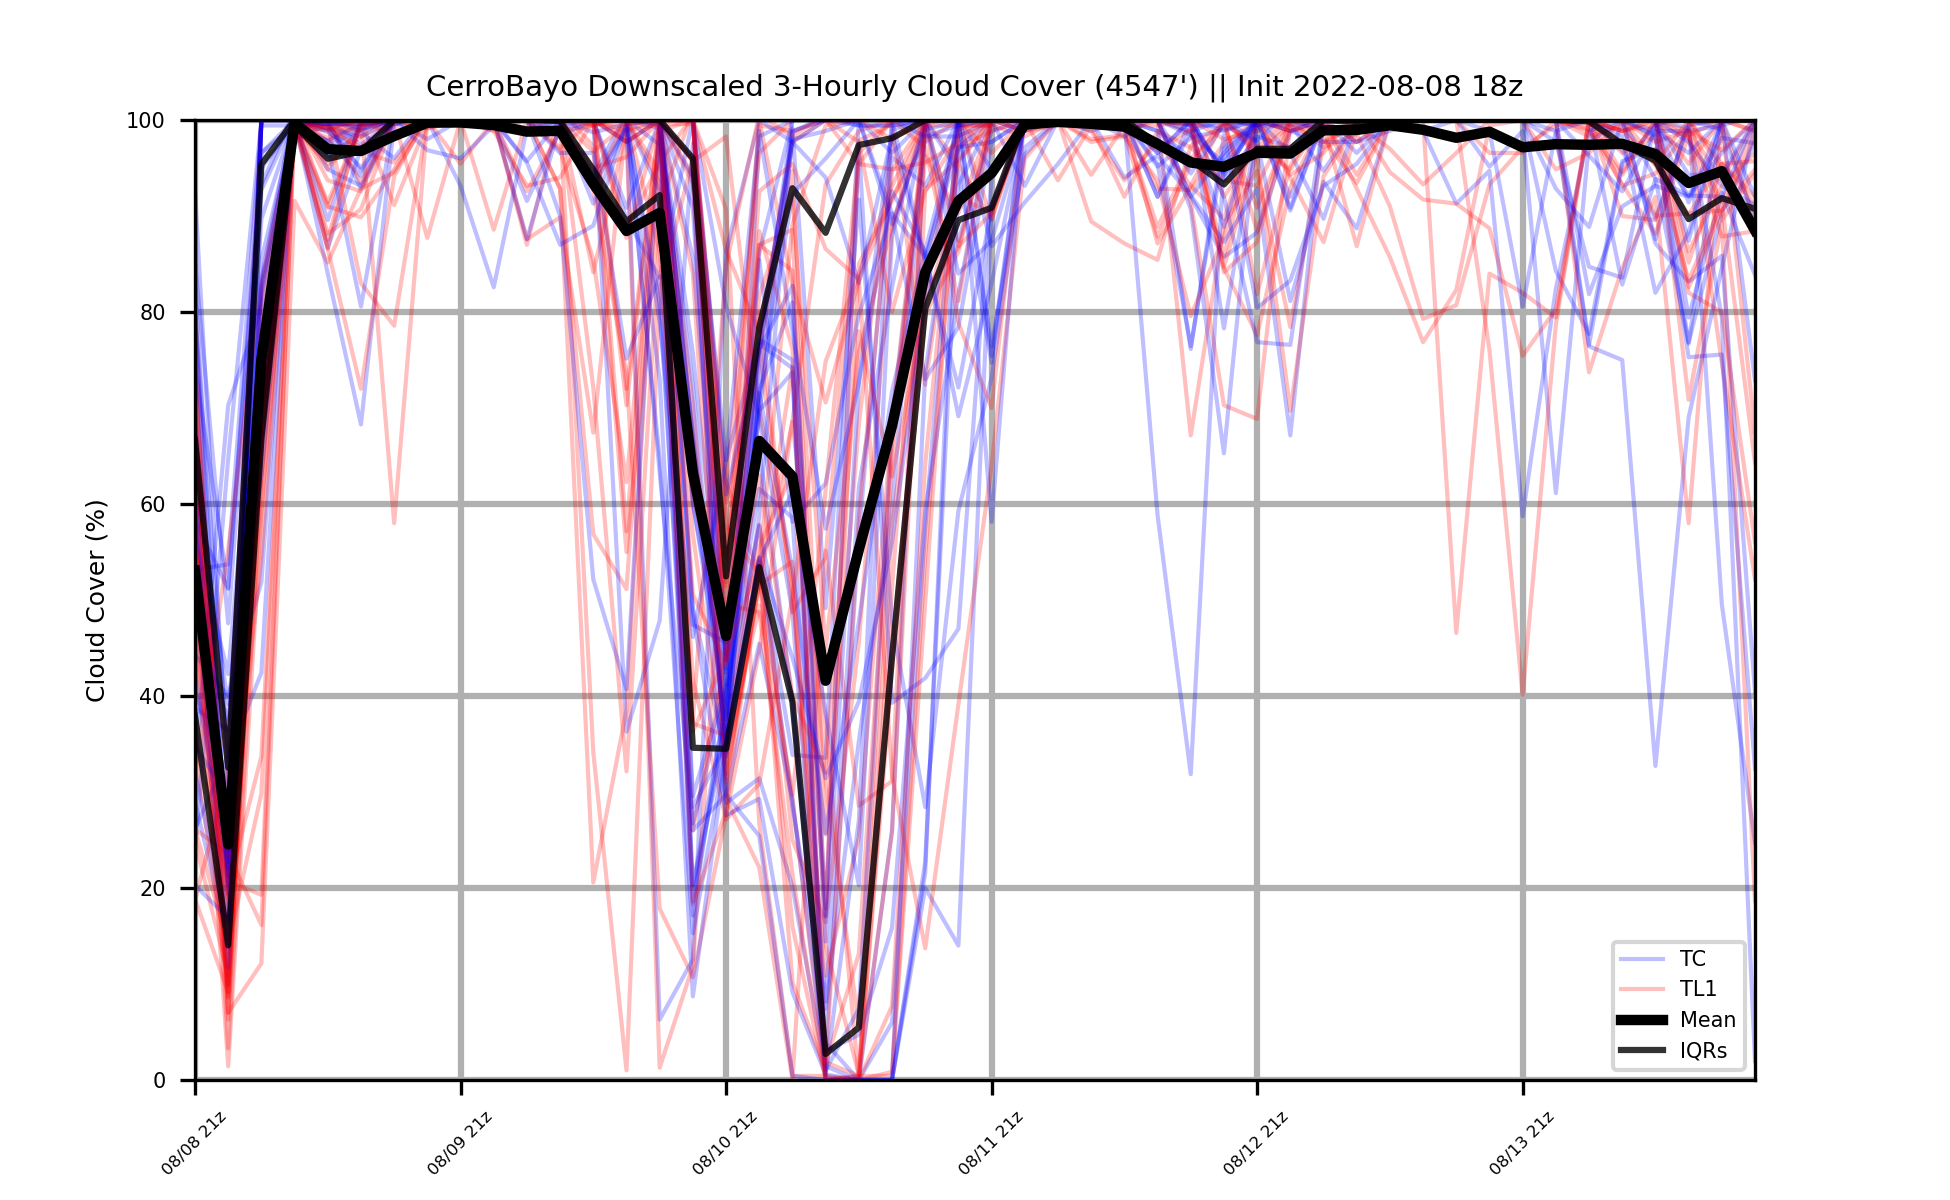 CerroBayo Downscaled 3-Hourly Cloud Cover (4547') || Init 2022-08-08 18z
Cloud Cover (%)
100
80
60
40
20
0
08/08 21z
08/09 21z
08/10 21z
08/11 21z
08/12 21z
08/13 21z
TC
TL1
Mean
IQRs